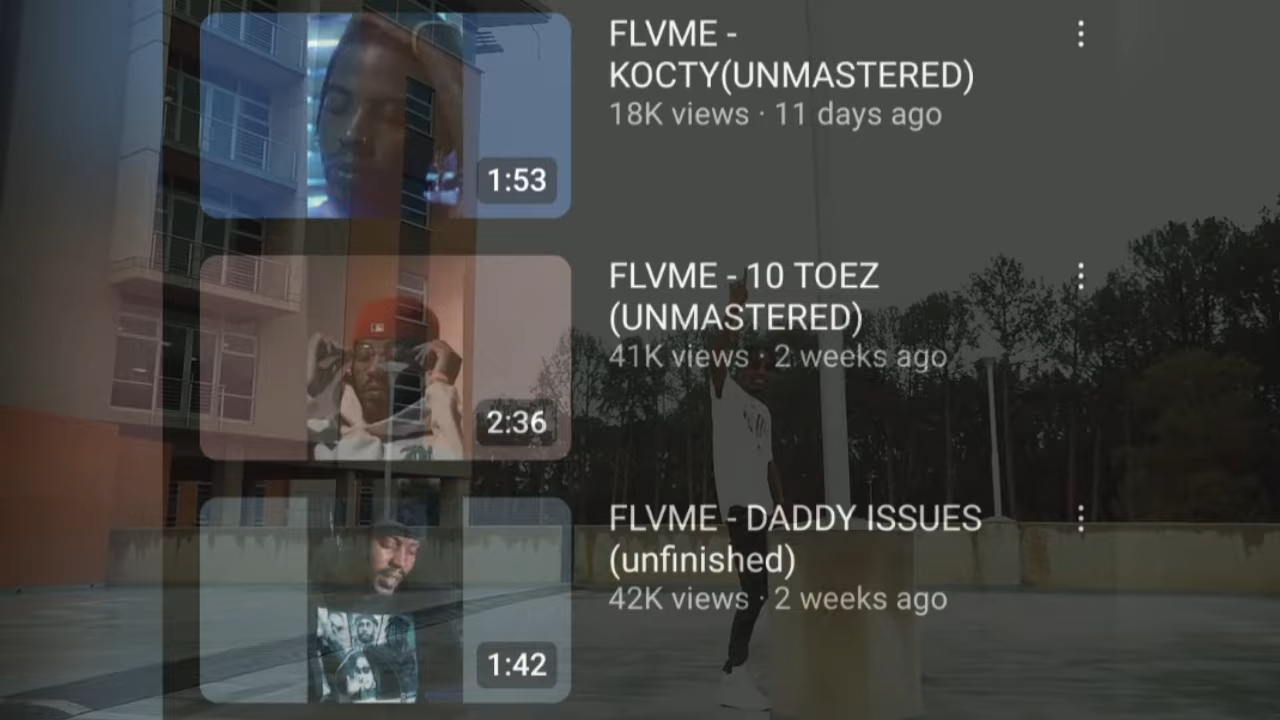 FLVME -
KOCTY(UNMASTERED)
18K views · 11 days ago
1:53
FLVME - 10 TOEZ
(UNMASTERED)
41K views · 2 weeks ago
2:36
FLVME - DADDY ISSUES
(unfinished)
42K views · 2 weeks ago
1:42